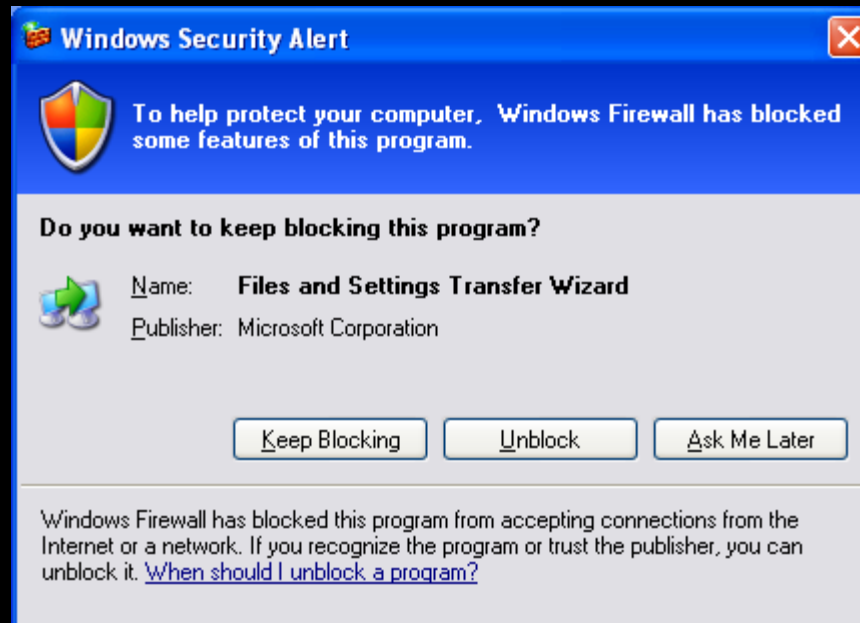 Windows Security Alert
To help protect your computer, Windows Firewall has blocked
some features of this program.
Do you want to keep blocking this program?
Name: Files and Settings Transfer Wizard
Publisher: Microsoft Corporation
Keep Blocking Unblock Ask Me Later
Windows Firewall has blocked this program from accepting connections from the
Internet or a network. If you recognize the program or trust the publisher, you can
unblock it. When should I unblock a program?